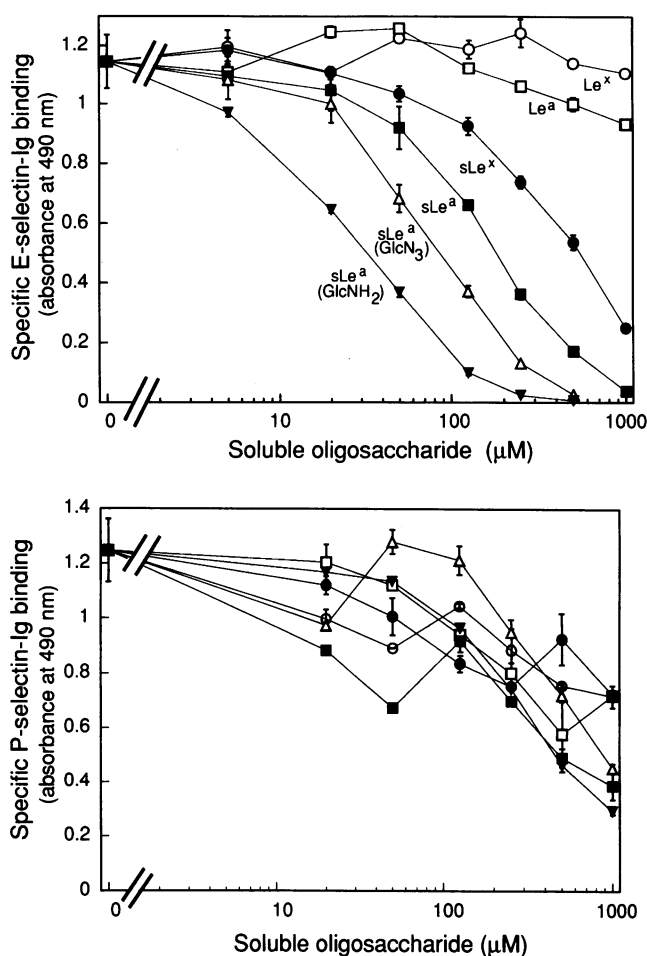 Specific E-selectin-Ig binding
(absorbance at 490 nm)
1.2
1
0.8
0.6
0.4
0.2
0
Le^x
Le^a
sLe^x
sLe^a
sLe^a
(GlcN₃)
sLe^a
(GlcNH₂)
0 10 100 1000
Soluble oligosaccharide (μM)
Specific P-selectin-Ig binding
(absorbance at 490 nm)
1.4
1.2
1
0.8
0.6
0.4
0.2
0
0 10 100 1000
Soluble oligosaccharide (μM)